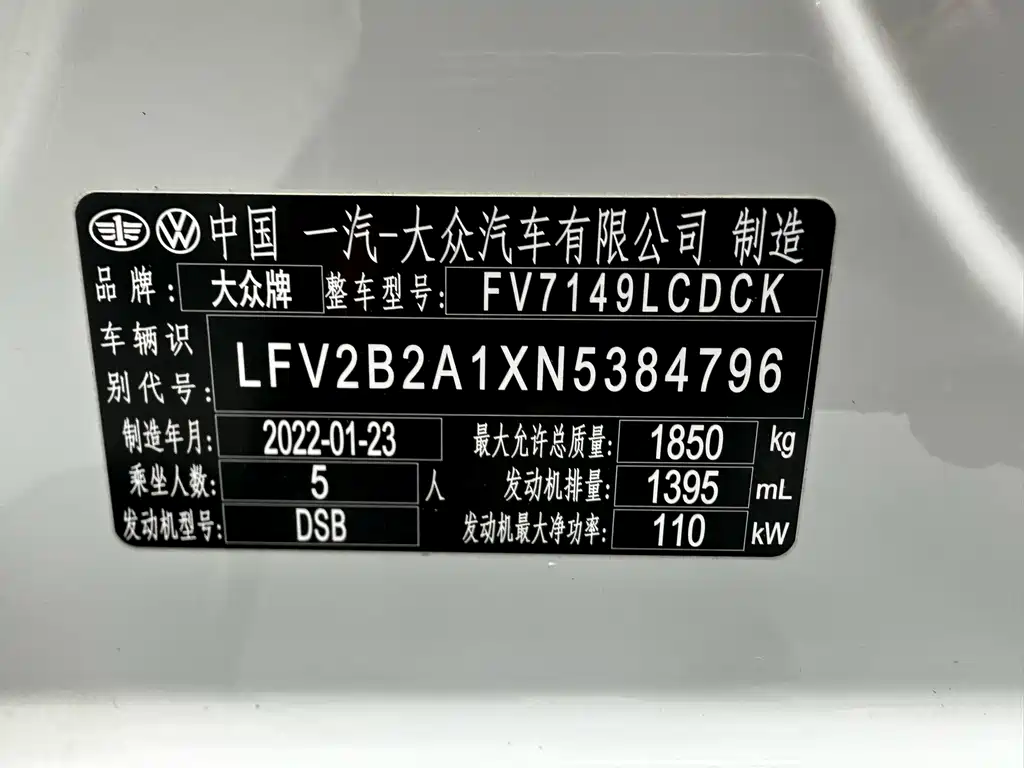 中国 一汽-大众汽车有限公司 制造
品牌: 大众牌 整车型号: FV7149LCDCK
车辆识别代号: LFV2B2A1XN5384796
制造年月: 2022-01-23 最大允许总质量: 1850 kg
乘坐人数: 5 人 发动机排量: 1395 mL
发动机型号: DSB 发动机最大净功率: 110 kW